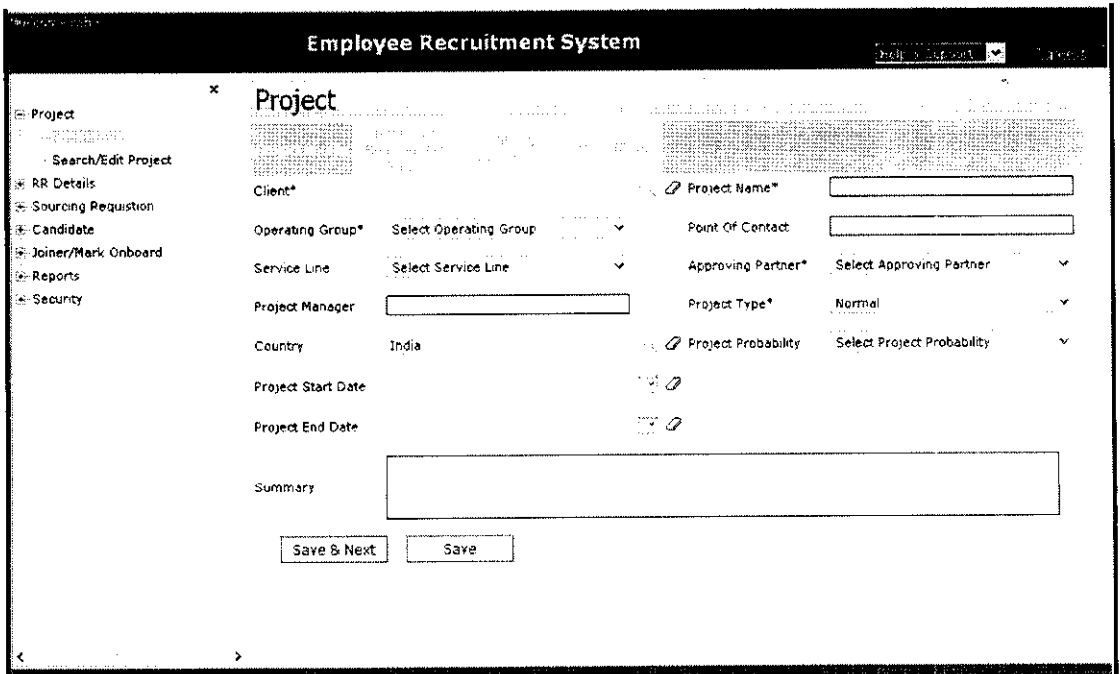 Employee Recruitment System
Project
Project
Search/Edit Project
RR Details
Sourcing Requistion
Candidate
Joiner/Mark Onboard
Reports
Security
Client*
Project Name*
Operating Group*
Select Operating Group
Point Of Contact
Service Line
Select Service Line
Approving Partner*
Select Approving Partner
Project Manager
Project Type*
Normal
Country
India
Project Probability
Select Project Probability
Project Start Date
Project End Date
Summary
Save & Next
Save